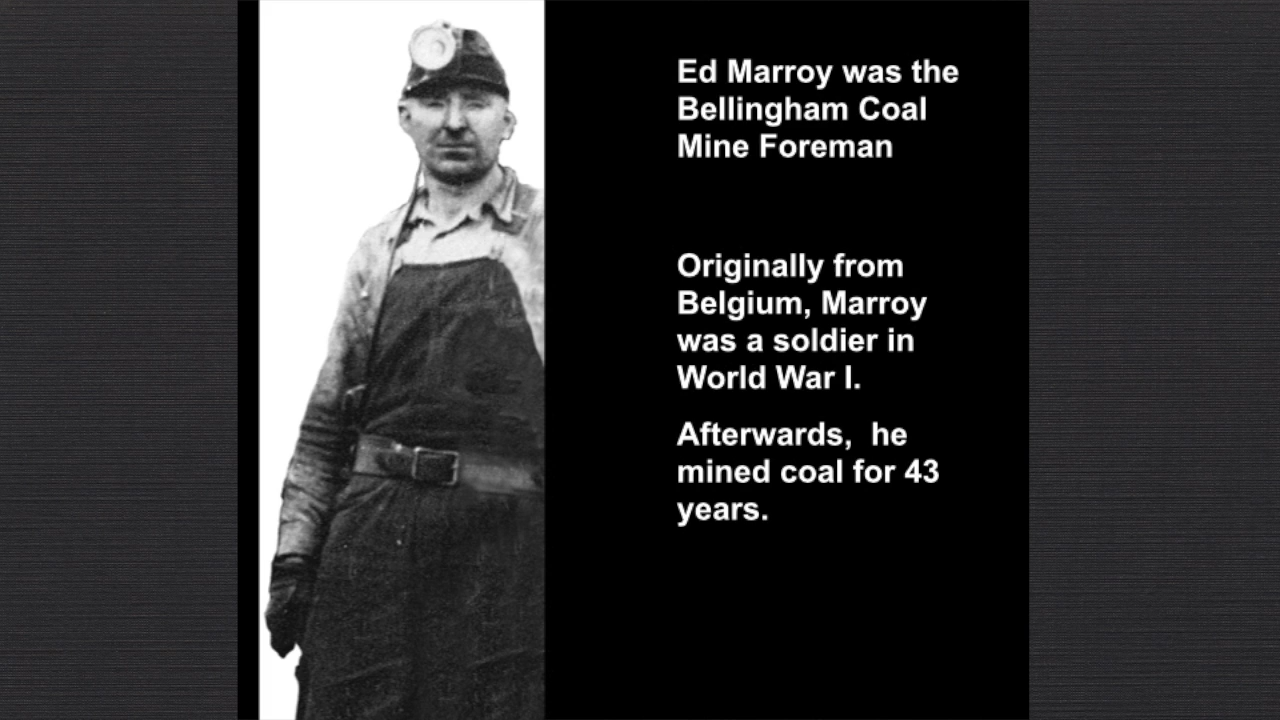 Ed Marroy was the
Bellingham Coal
Mine Foreman
Originally from
Belgium, Marroy
was a soldier in
World War I.
Afterwards,  he
mined coal for 43
years.